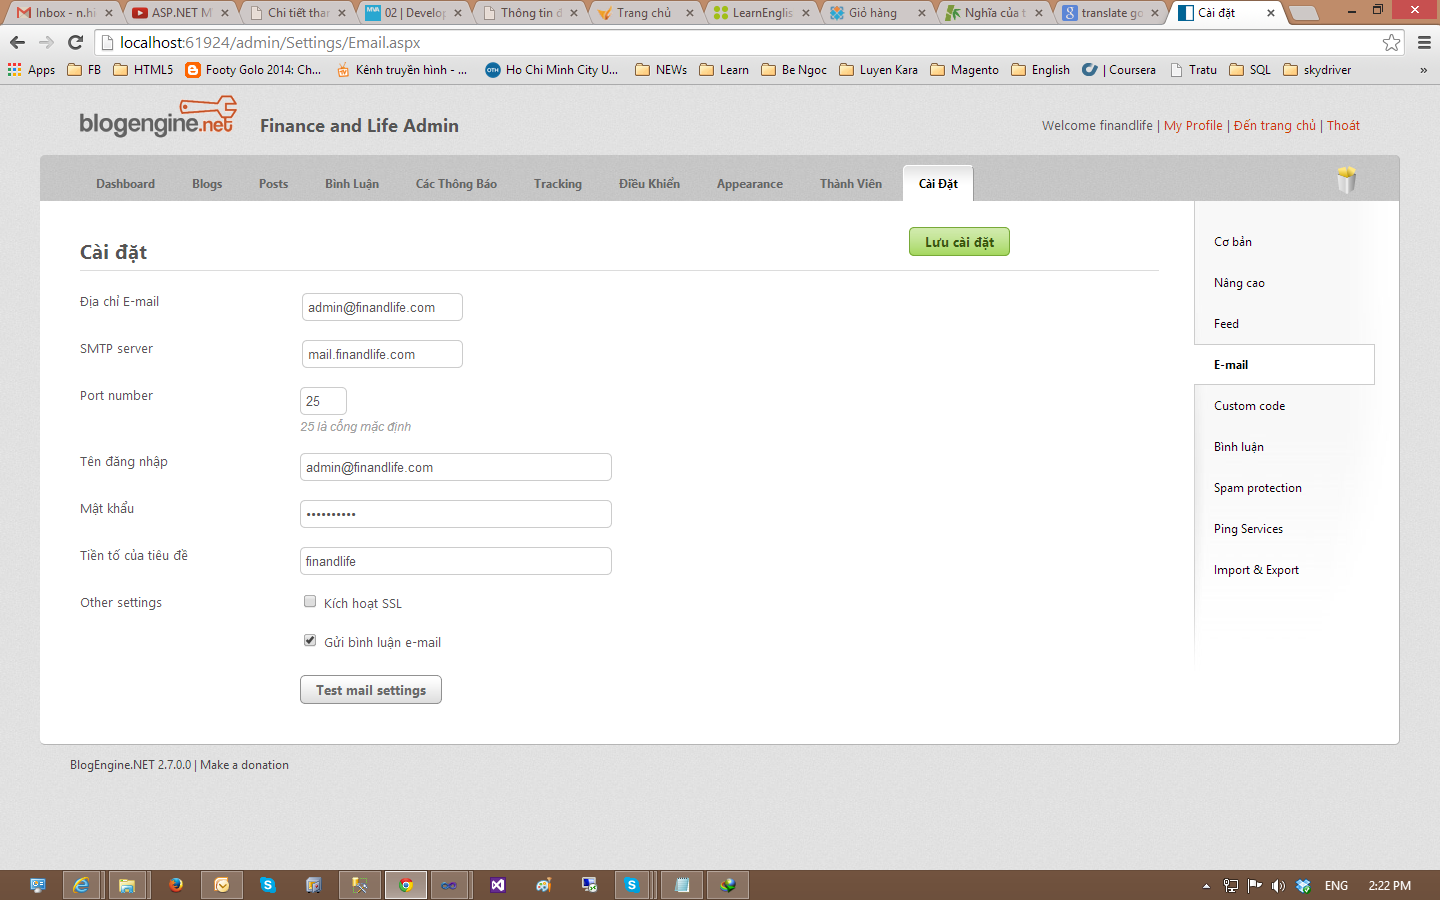 Inbox - n.hi
ASP.NET M
Chi tiết than
02 | Develop
Thông tin đ
Trang chủ
LearnEnglis
Giỏ hàng
Nghĩa của t
translate go
Cài đặt
localhost:61924/admin/Settings/Email.aspx
Apps FB HTML5 Footy Golo 2014: Ch... Kênh truyền hình - ... Ho Chi Minh City U... NEWs Learn Be Ngoc Luyen Kara Magento English | Coursera Tratu SQL skydriver »
blogengine.net Finance and Life Admin
Welcome finandlife | My Profile | Đến trang chủ | Thoát
Dashboard Blogs Posts Bình Luận Các Thông Báo Tracking Điều Khiển Appearance Thành Viên Cài Đặt
Cài đặt
Lưu cài đặt
Địa chỉ E-mail admin@finandlife.com
SMTP server mail.finandlife.com
Port number 25
25 là cổng mặc định
Tên đăng nhập admin@finandlife.com
Mật khẩu ••••••••••
Tiền tố của tiêu đề finandlife
Other settings Kích hoạt SSL
Gửi bình luận e-mail
Test mail settings
Cơ bản
Nâng cao
Feed
E-mail
Custom code
Bình luận
Spam protection
Ping Services
Import & Export
BlogEngine.NET 2.7.0.0 | Make a donation
ENG 2:22 PM